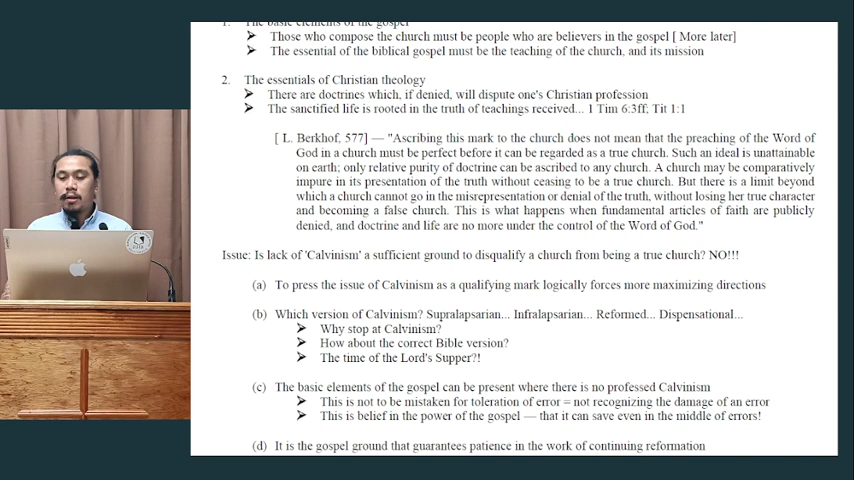 1. The basic elements of the gospel
➤ Those who compose the church must be people who are believers in the gospel [ More later]
➤ The essential of the biblical gospel must be the teaching of the church, and its mission
2. The essentials of Christian theology
➤ There are doctrines which, if denied, will dispute one's Christian profession
➤ The sanctified life is rooted in the truth of teachings received... 1 Tim 6:3ff; Tit 1:1
[ L. Berkhof, 577] — "Ascribing this mark to the church does not mean that the preaching of the Word of
God in a church must be perfect before it can be regarded as a true church. Such an ideal is unattainable
on earth; only relative purity of doctrine can be ascribed to any church. A church may be comparatively
impure in its presentation of the truth without ceasing to be a true church. But there is a limit beyond
which a church cannot go in the misrepresentation or denial of the truth, without losing her true character
and becoming a false church. This is what happens when fundamental articles of faith are publicly
denied, and doctrine and life are no more under the control of the Word of God."
Issue: Is lack of 'Calvinism' a sufficient ground to disqualify a church from being a true church? NO!!!
(a) To press the issue of Calvinism as a qualifying mark logically forces more maximizing directions
(b) Which version of Calvinism? Supralapsarian... Infralapsarian... Reformed... Dispensational...
➤ Why stop at Calvinism?
➤ How about the correct Bible version?
➤ The time of the Lord's Supper?!
(c) The basic elements of the gospel can be present where there is no professed Calvinism
➤ This is not to be mistaken for toleration of error = not recognizing the damage of an error
➤ This is belief in the power of the gospel — that it can save even in the middle of errors!
(d) It is the gospel ground that guarantees patience in the work of continuing reformation